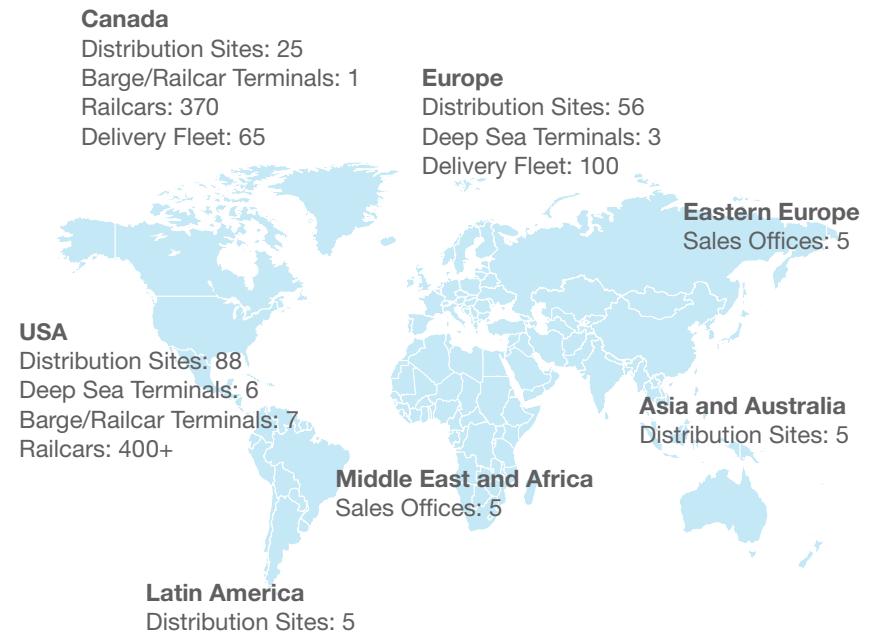 Canada
Distribution Sites: 25
Barge/Railcar Terminals: 1
Railcars: 370
Delivery Fleet: 65
Europe
Distribution Sites: 56
Deep Sea Terminals: 3
Delivery Fleet: 100
Eastern Europe
Sales Offices: 5
USA
Distribution Sites: 88
Deep Sea Terminals: 6
Barge/Railcar Terminals: 7
Railcars: 400+
Asia and Australia
Distribution Sites: 5
Middle East and Africa
Sales Offices: 5
Latin America
Distribution Sites: 5